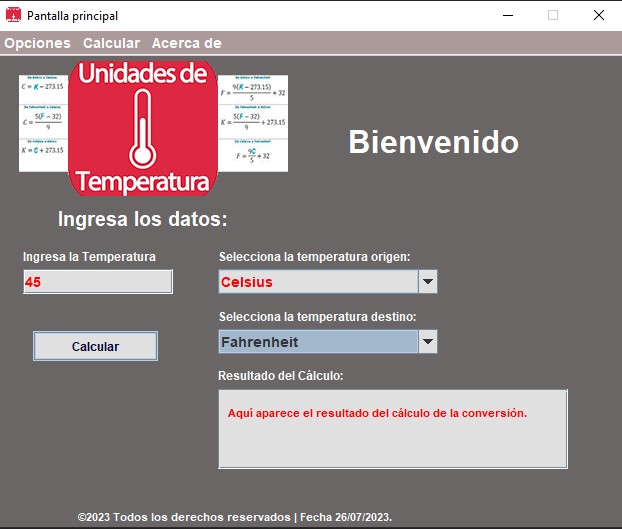 Pantalla principal
Opciones Calcular Acerca de
Unidades de
Temperatura
De Kelvin a Celsius
C = K − 273.15
De Fahrenheit a Celsius
C = 5(F − 32) / 9
De Celsius a Kelvin
K = C + 273.15
De Kelvin a Fahrenheit
F = 9(K − 273.15) / 5 + 32
De Fahrenheit a Kelvin
K = 5(F − 32) / 9 + 273.15
De Celsius a Fahrenheit
F = 9C / 5 + 32
Bienvenido
Ingresa los datos:
Ingresa la Temperatura
45
Calcular
Selecciona la temperatura origen:
Celsius
Selecciona la temperatura destino:
Fahrenheit
Resultado del Cálculo:
Aquí aparece el resultado del cálculo de la conversión.
©2023 Todos los derechos reservados | Fecha 26/07/2023.